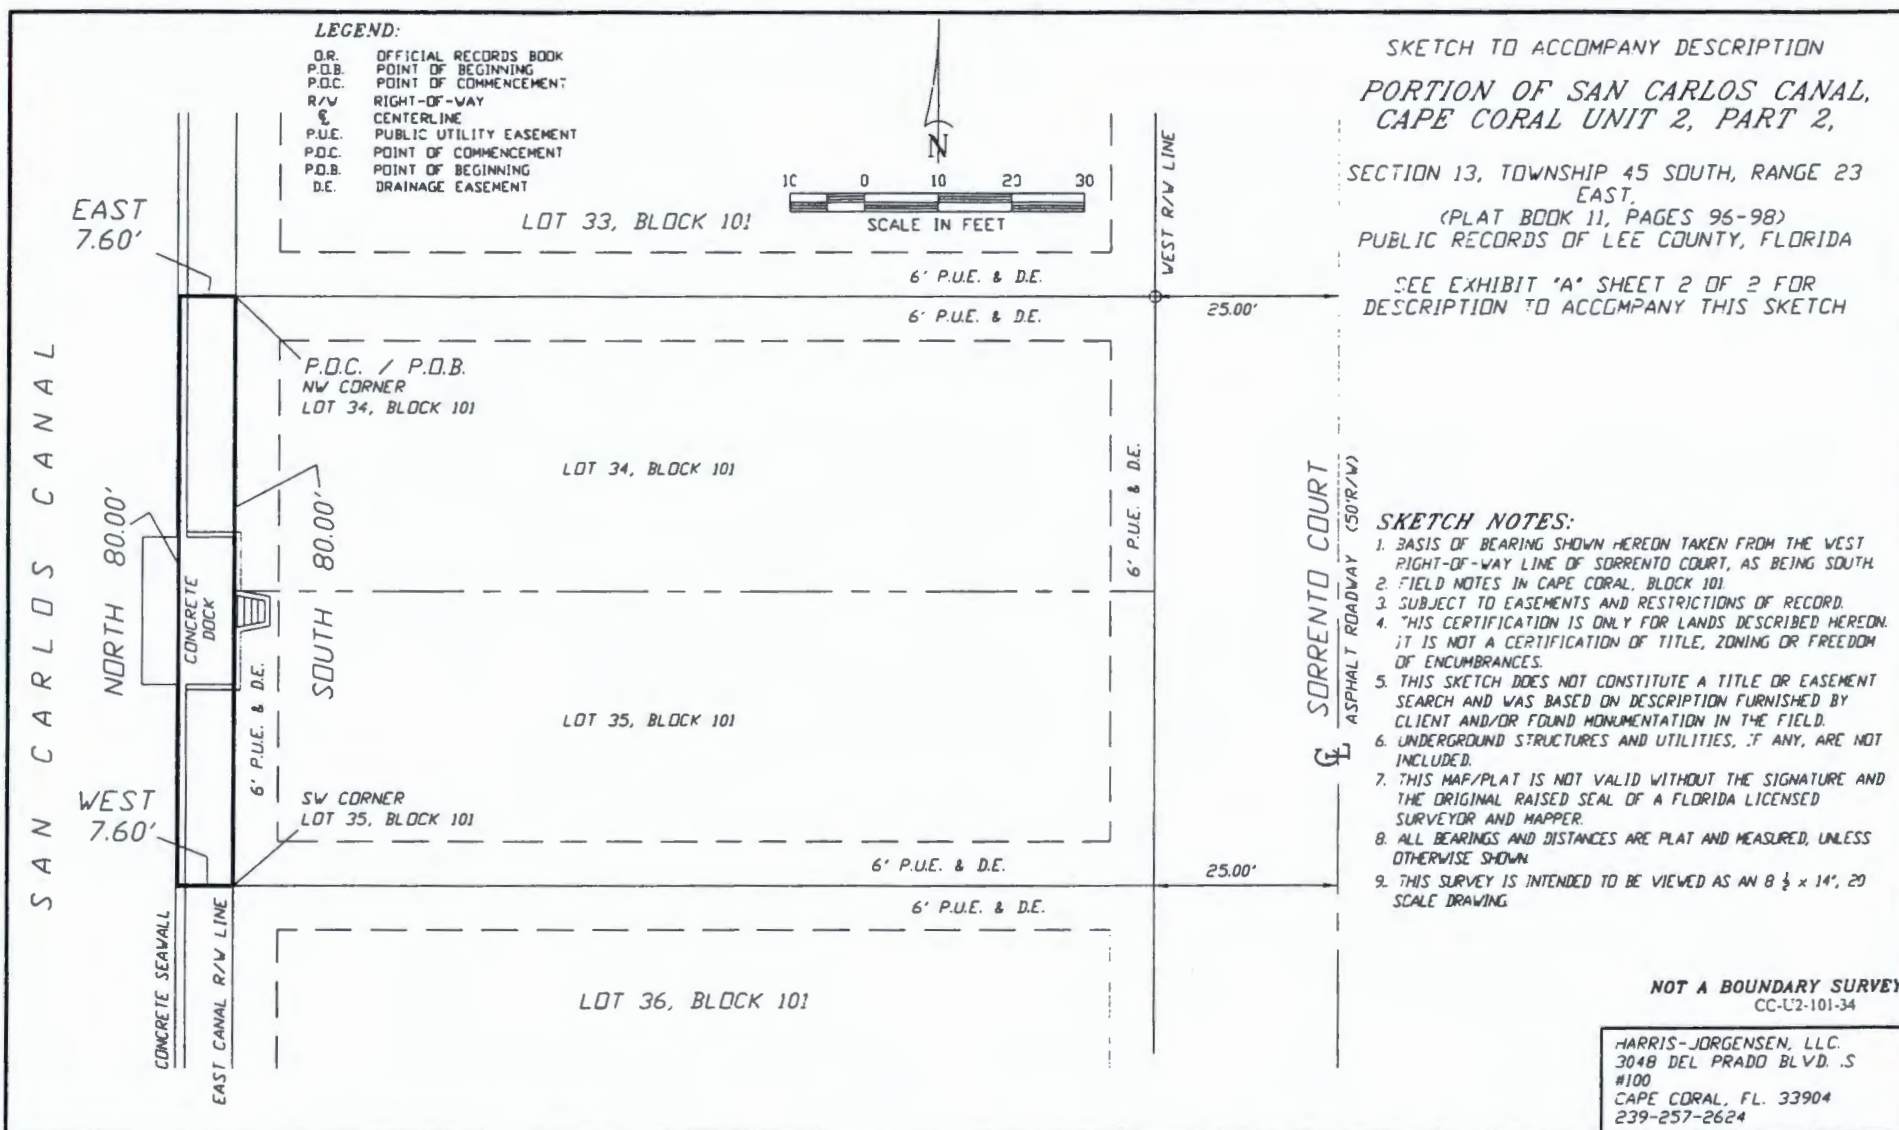 LEGEND:
O.R. OFFICIAL RECORDS BOOK
P.O.B. POINT OF BEGINNING
P.O.C. POINT OF COMMENCEMENT
R/W RIGHT-OF-WAY
℄ CENTERLINE
P.U.E. PUBLIC UTILITY EASEMENT
P.O.C. POINT OF COMMENCEMENT
P.O.B. POINT OF BEGINNING
D.E. DRAINAGE EASEMENT
N
10 0 10 20 30
SCALE IN FEET
SKETCH TO ACCOMPANY DESCRIPTION
PORTION OF SAN CARLOS CANAL,
CAPE CORAL UNIT 2, PART 2,
SECTION 13, TOWNSHIP 45 SOUTH, RANGE 23
EAST,
(PLAT BOOK 11, PAGES 96-98)
PUBLIC RECORDS OF LEE COUNTY, FLORIDA
SEE EXHIBIT "A" SHEET 2 OF 2 FOR
DESCRIPTION TO ACCOMPANY THIS SKETCH
EAST
7.60'
LOT 33, BLOCK 101
WEST R/W LINE
6' P.U.E. & D.E.
6' P.U.E. & D.E.
25.00'
P.O.C. / P.O.B.
NW CORNER
LOT 34, BLOCK 101
SAN CARLOS CANAL
LOT 34, BLOCK 101
NORTH 80.00'
CONCRETE
DOCK
SOUTH 80.00'
6' P.U.E. & D.E.
6' P.U.E. & D.E.
SORRENTO COURT
ASPHALT ROADWAY (50'R/W)
℄
LOT 35, BLOCK 101
WEST
7.60'
SW CORNER
LOT 35, BLOCK 101
6' P.U.E. & D.E.
25.00'
6' P.U.E. & D.E.
CONCRETE SEAWALL
EAST CANAL R/W LINE
LOT 36, BLOCK 101
SKETCH NOTES:
1. BASIS OF BEARING SHOWN HEREON TAKEN FROM THE WEST
RIGHT-OF-WAY LINE OF SORRENTO COURT, AS BEING SOUTH.
2. FIELD NOTES IN CAPE CORAL, BLOCK 101.
3. SUBJECT TO EASEMENTS AND RESTRICTIONS OF RECORD.
4. THIS CERTIFICATION IS ONLY FOR LANDS DESCRIBED HEREON.
IT IS NOT A CERTIFICATION OF TITLE, ZONING OR FREEDOM
OF ENCUMBRANCES.
5. THIS SKETCH DOES NOT CONSTITUTE A TITLE OR EASEMENT
SEARCH AND WAS BASED ON DESCRIPTION FURNISHED BY
CLIENT AND/OR FOUND MONUMENTATION IN THE FIELD.
6. UNDERGROUND STRUCTURES AND UTILITIES, IF ANY, ARE NOT
INCLUDED.
7. THIS MAP/PLAT IS NOT VALID WITHOUT THE SIGNATURE AND
THE ORIGINAL RAISED SEAL OF A FLORIDA LICENSED
SURVEYOR AND MAPPER.
8. ALL BEARINGS AND DISTANCES ARE PLAT AND MEASURED, UNLESS
OTHERWISE SHOWN.
9. THIS SURVEY IS INTENDED TO BE VIEWED AS AN 8 ½ x 14", 20
SCALE DRAWING.
NOT A BOUNDARY SURVEY
CC-U2-101-34
HARRIS-JORGENSEN, LLC.
3048 DEL PRADO BLVD. .S
#100
CAPE CORAL, FL. 33904
239-257-2624